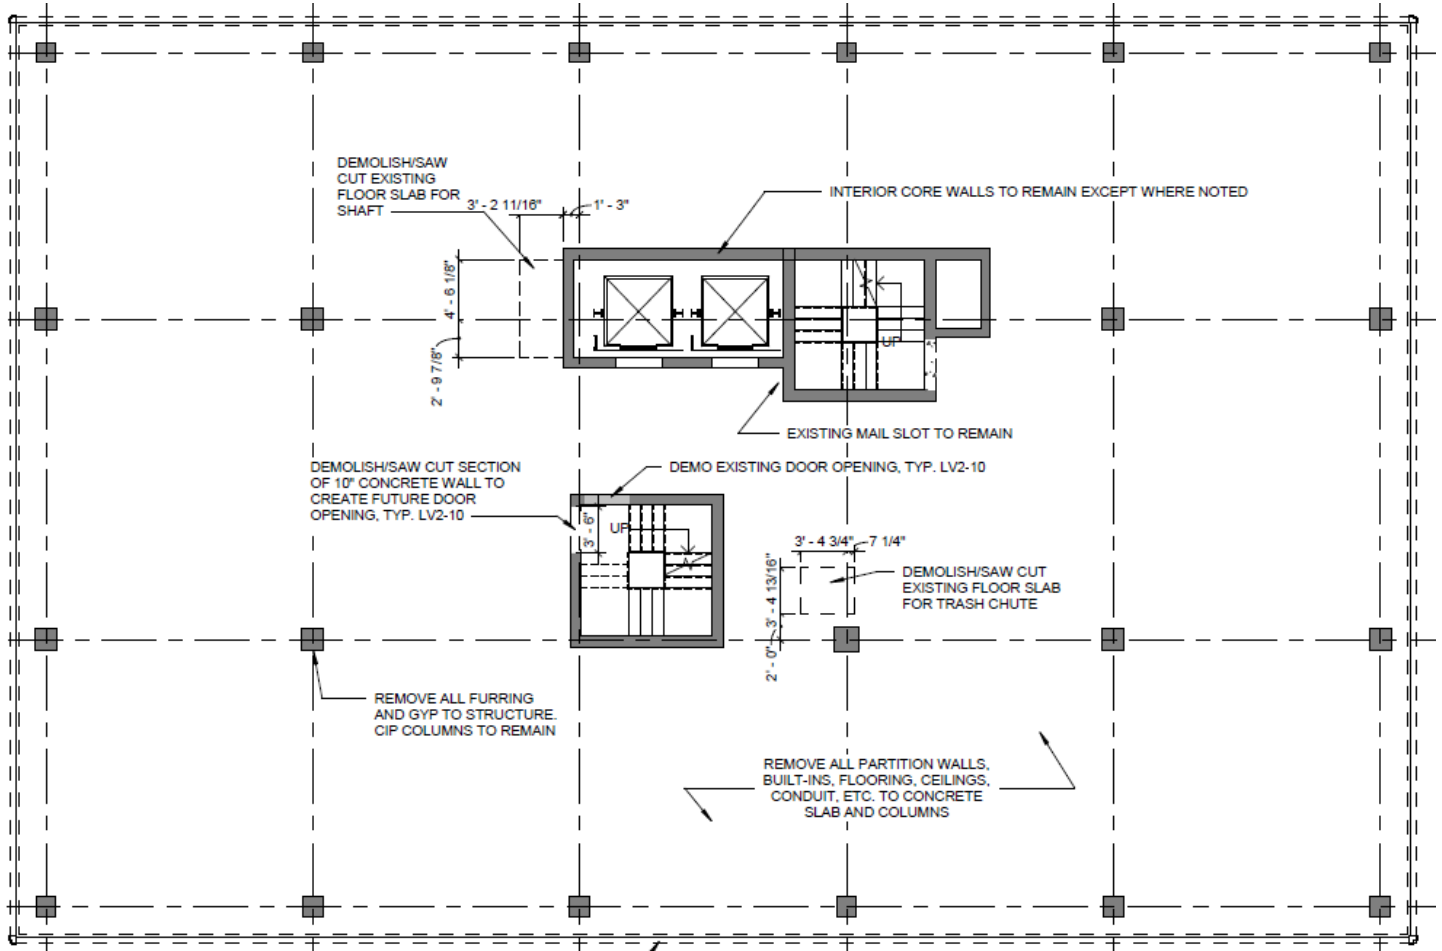 DEMOLISH/SAW
CUT EXISTING
FLOOR SLAB FOR
SHAFT
3' - 2 11/16"
1' - 3"
INTERIOR CORE WALLS TO REMAIN EXCEPT WHERE NOTED
4' - 6 1/8"
2' - 9 7/8"
UP
EXISTING MAIL SLOT TO REMAIN
DEMOLISH/SAW CUT SECTION
OF 10" CONCRETE WALL TO
CREATE FUTURE DOOR
OPENING, TYP. LV2-10
DEMO EXISTING DOOR OPENING, TYP. LV2-10
3' - 6"
UP
3' - 4 3/4"
7 1/4"
3' - 4 13/16"
2' - 0"
DEMOLISH/SAW CUT
EXISTING FLOOR SLAB
FOR TRASH CHUTE
REMOVE ALL FURRING
AND GYP TO STRUCTURE.
CIP COLUMNS TO REMAIN
REMOVE ALL PARTITION WALLS,
BUILT-INS, FLOORING, CEILINGS,
CONDUIT, ETC. TO CONCRETE
SLAB AND COLUMNS